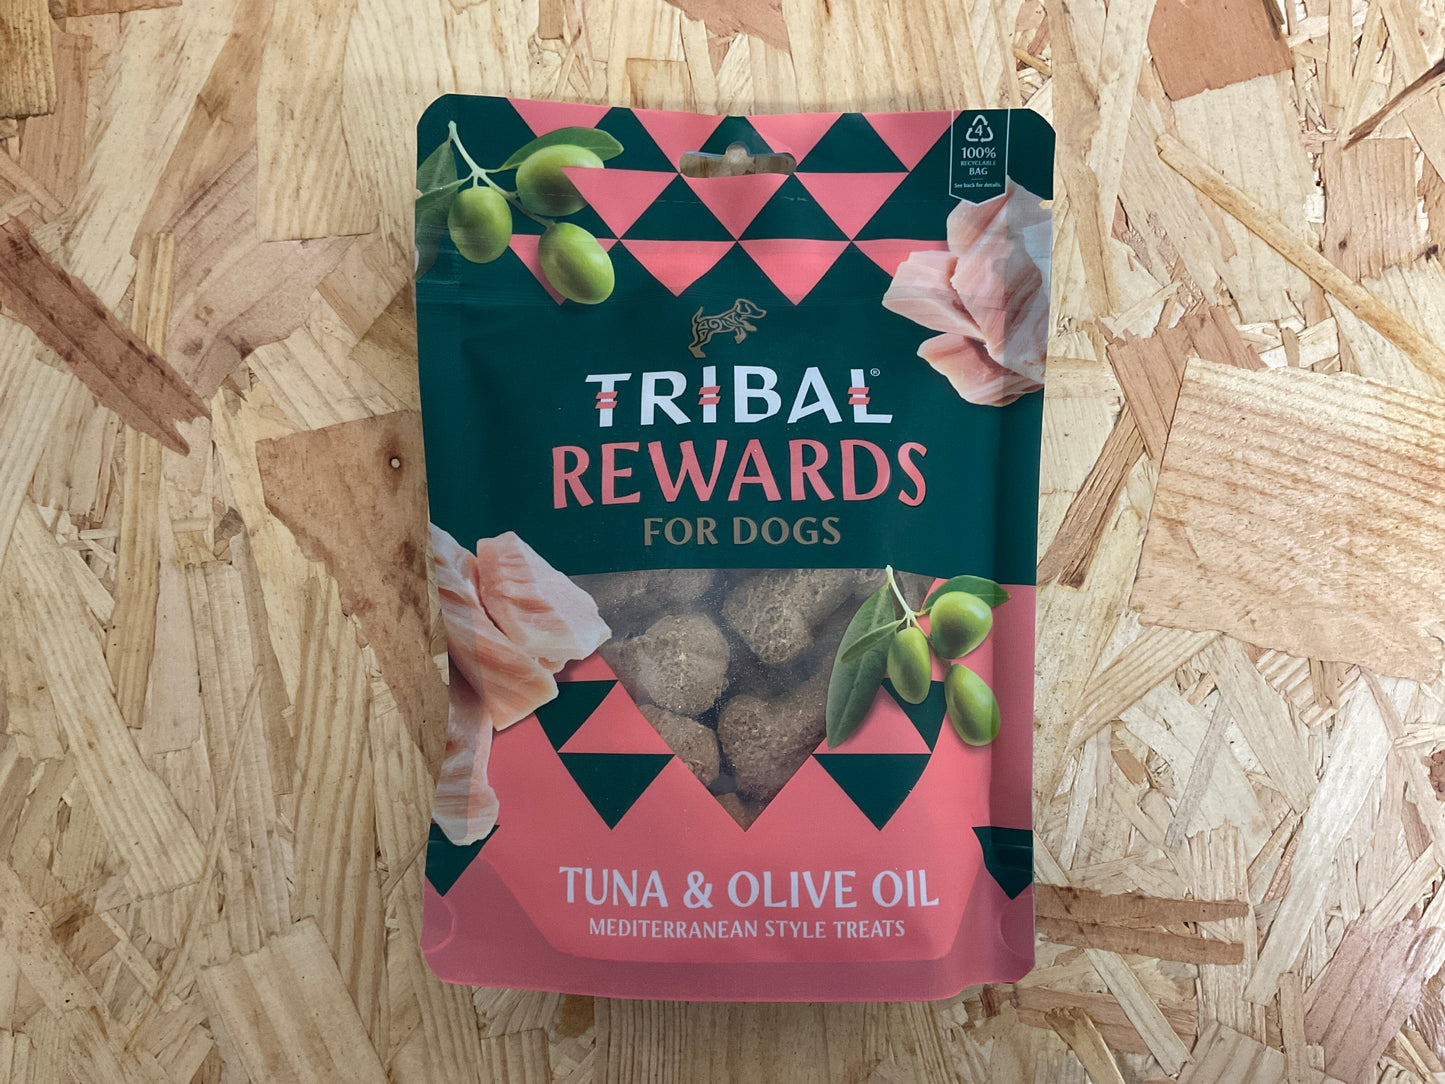 4
100%
RECYCLABLE
BAG
See back for details.
TRIBAL®
REWARDS
FOR DOGS
TUNA & OLIVE OIL
MEDITERRANEAN STYLE TREATS